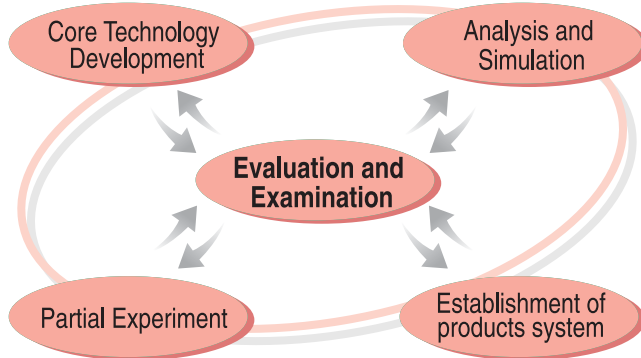 Core Technology
Development
Analysis and
Simulation
Evaluation and
Examination
Partial Experiment
Establishment of
products system